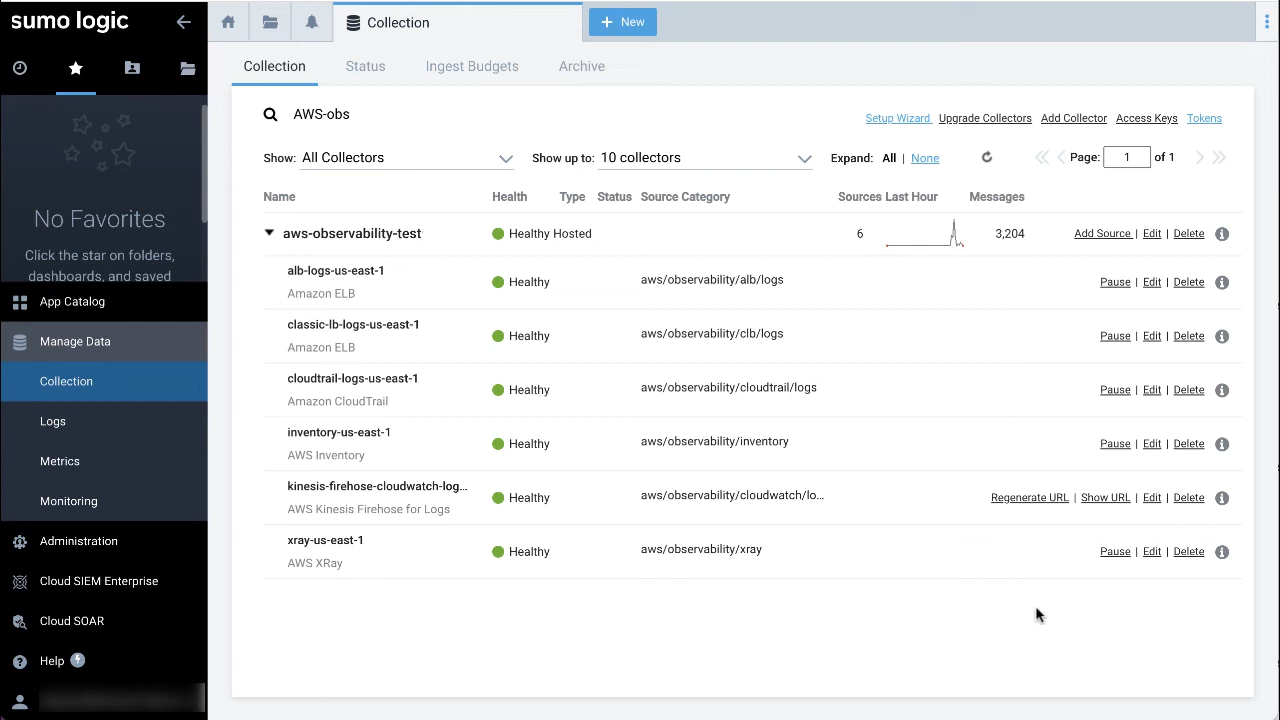 sumo logic
Collection
New
No Favorites
Click the star on folders,
dashboards, and saved
App Catalog
Manage Data
Collection
Logs
Metrics
Monitoring
Administration
Cloud SIEM Enterprise
Cloud SOAR
Help
Collection Status Ingest Budgets Archive
AWS-obs
Setup Wizard Upgrade Collectors Add Collector Access Keys Tokens
Show: All Collectors Show up to: 10 collectors Expand: All | None Page: 1 of 1
Name Health Type Status Source Category Sources Last Hour Messages
aws-observability-test Healthy Hosted 6 3,204 Add Source | Edit | Delete
alb-logs-us-east-1
Amazon ELB
Healthy aws/observability/alb/logs Pause | Edit | Delete
classic-lb-logs-us-east-1
Amazon ELB
Healthy aws/observability/clb/logs Pause | Edit | Delete
cloudtrail-logs-us-east-1
Amazon CloudTrail
Healthy aws/observability/cloudtrail/logs Pause | Edit | Delete
inventory-us-east-1
AWS Inventory
Healthy aws/observability/inventory Pause | Edit | Delete
kinesis-firehose-cloudwatch-log...
AWS Kinesis Firehose for Logs
Healthy aws/observability/cloudwatch/lo... Regenerate URL | Show URL | Edit | Delete
xray-us-east-1
AWS XRay
Healthy aws/observability/xray Pause | Edit | Delete